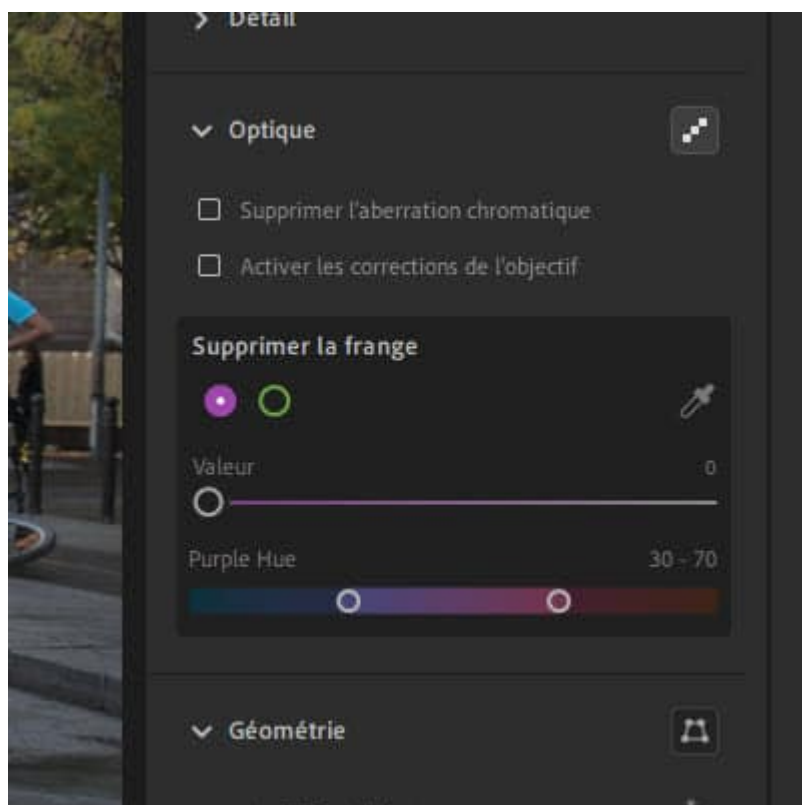 Détail
Optique
Supprimer l'aberration chromatique
Activer les corrections de l'objectif
Supprimer la frange
Valeur 0
Purple Hue 30 - 70
Géométrie